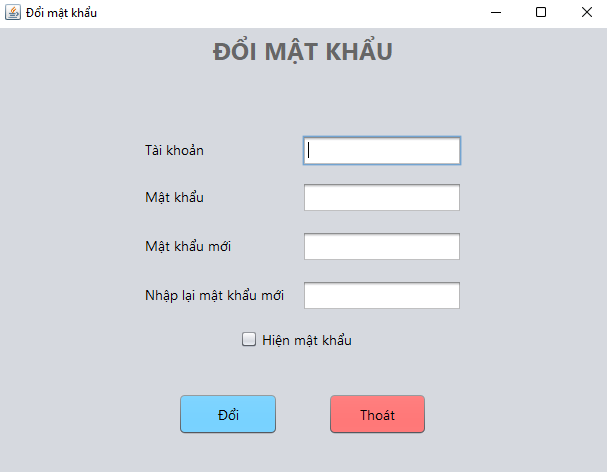 Đổi mật khẩu
ĐỔI MẬT KHẨU
Tài khoản
Mật khẩu
Mật khẩu mới
Nhập lại mật khẩu mới
Hiện mật khẩu
Đổi
Thoát